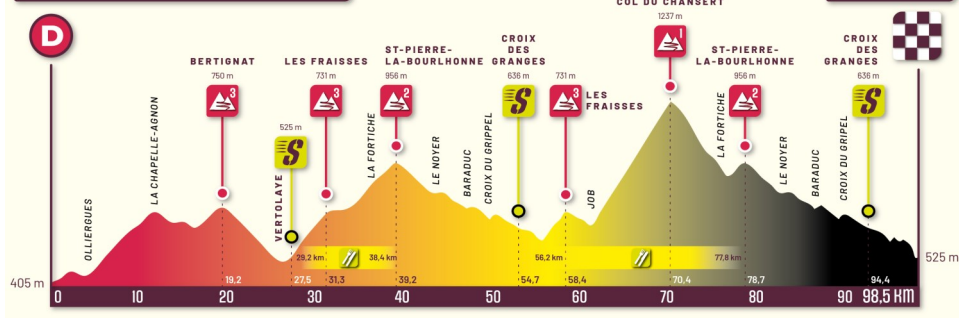 COL DU CHANSERT
1237 m
D
1
BERTIGNAT
750 m
3
LES FRAISSES
731 m
3
ST-PIERRE-
LA-BOURLHONNE
956 m
2
CROIX
DES
GRANGES
636 m
S
731 m
3
LES
FRAISSES
ST-PIERRE-
LA-BOURLHONNE
956 m
2
CROIX
DES
GRANGES
636 m
S
525 m
S
VERTOLAYE
OLLIERGUES
LA CHAPELLE-AGNON
LA FORTICHE
LE NOYER
BARADUC
CROIX DU GRIPPEL
JOB
LA FORTICHE
LE NOYER
BARADUC
CROIX DU GRIPEL
29,2 km
38,4 km
56,2 km
77,8 km
405 m
525 m
19,2
27,5
31,3
39,2
54,7
58,4
70,4
78,7
94,4
0 10 20 30 40 50 60 70 80 90 98,5 KM